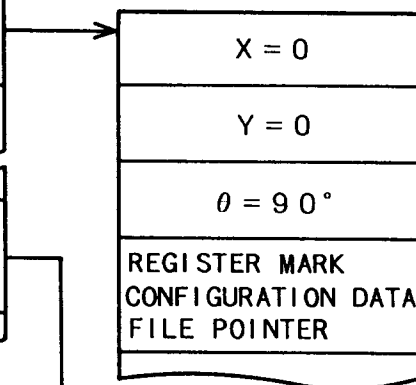 X = 0
Y = 0
θ = 90°
REGISTER MARK
CONFIGURATION DATA
FILE POINTER